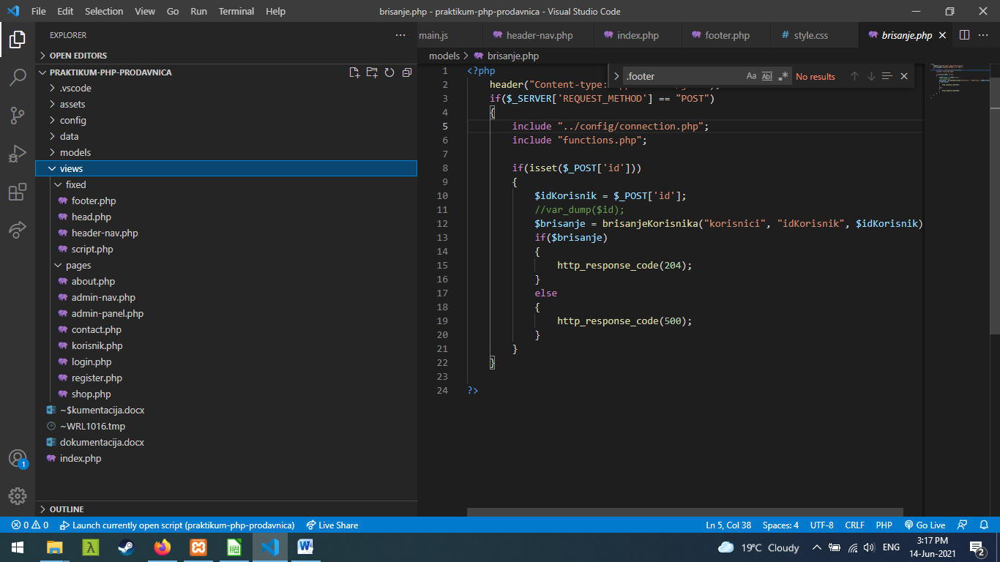 File Edit Selection View Go Run Terminal Help brisanje.php - praktikum-php-prodavnica - Visual Studio Code
EXPLORER
OPEN EDITORS
PRAKTIKUM-PHP-PRODAVNICA
.vscode
assets
config
data
models
views
fixed
footer.php
head.php
header-nav.php
script.php
pages
about.php
admin-nav.php
admin-panel.php
contact.php
korisnik.php
login.php
register.php
shop.php
~$kumentacija.docx
~WRL1016.tmp
dokumentacija.docx
index.php
OUTLINE
main.js header-nav.php index.php footer.php # style.css brisanje.php
models > brisanje.php
.footer Aa Abl .* No results
1 <?php
2 header("Content-type:
3 if($_SERVER['REQUEST_METHOD'] == "POST")
4 {
5 include "../config/connection.php";
6 include "functions.php";
7
8 if(isset($_POST['id']))
9 {
10 $idKorisnik = $_POST['id'];
11 //var_dump($id);
12 $brisanje = brisanjeKorisnika("korisnici", "idKorisnik", $idKorisnik)
13 if($brisanje)
14 {
15 http_response_code(204);
16 }
17 else
18 {
19 http_response_code(500);
20 }
21 }
22 }
23
24 ?>
1
0 0 Launch currently open script (praktikum-php-prodavnica) Live Share Ln 5, Col 38 Spaces: 4 UTF-8 CRLF PHP Go Live
19°C Cloudy ENG 3:17 PM
14-Jun-2021 2